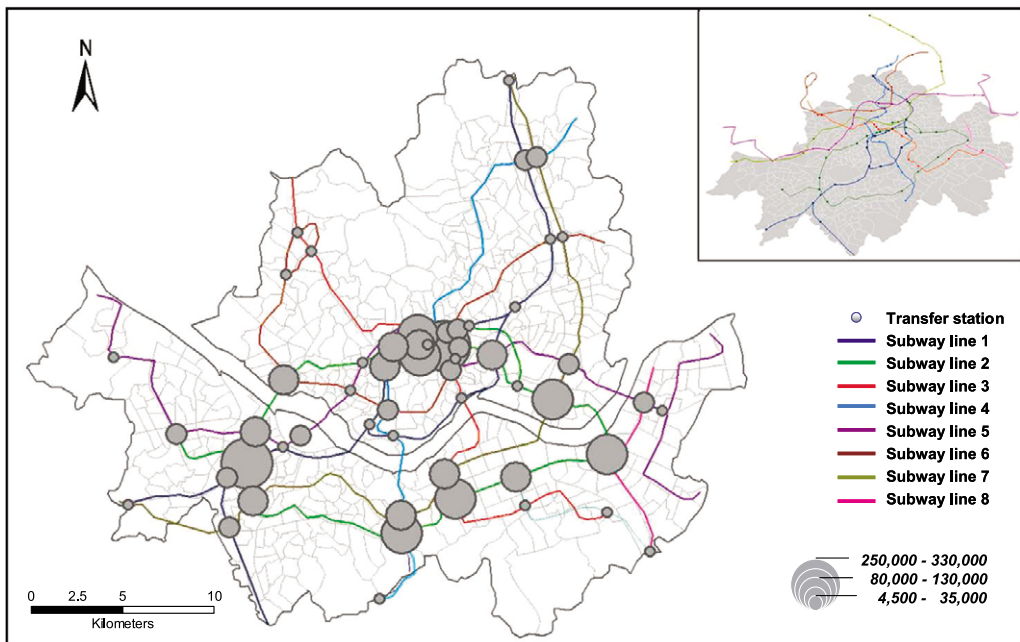 N
Transfer station
Subway line 1
Subway line 2
Subway line 3
Subway line 4
Subway line 5
Subway line 6
Subway line 7
Subway line 8
250,000 - 330,000
80,000 - 130,000
4,500 - 35,000
0 2.5 5 10
Kilometers